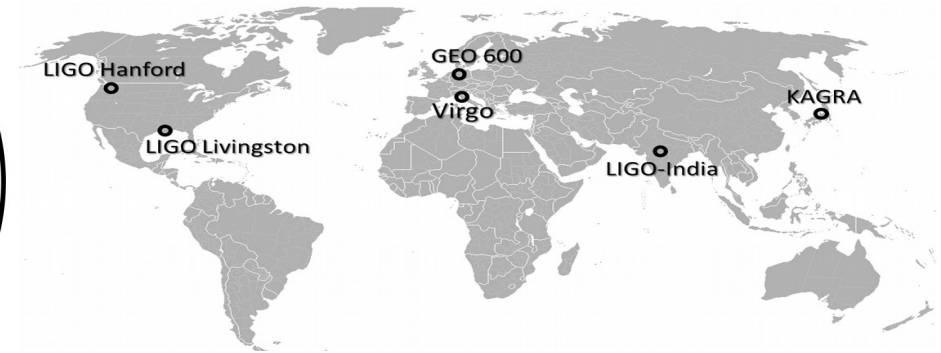 GEO 600
LIGO Hanford
Virgo
KAGRA
LIGO Livingston
LIGO-India